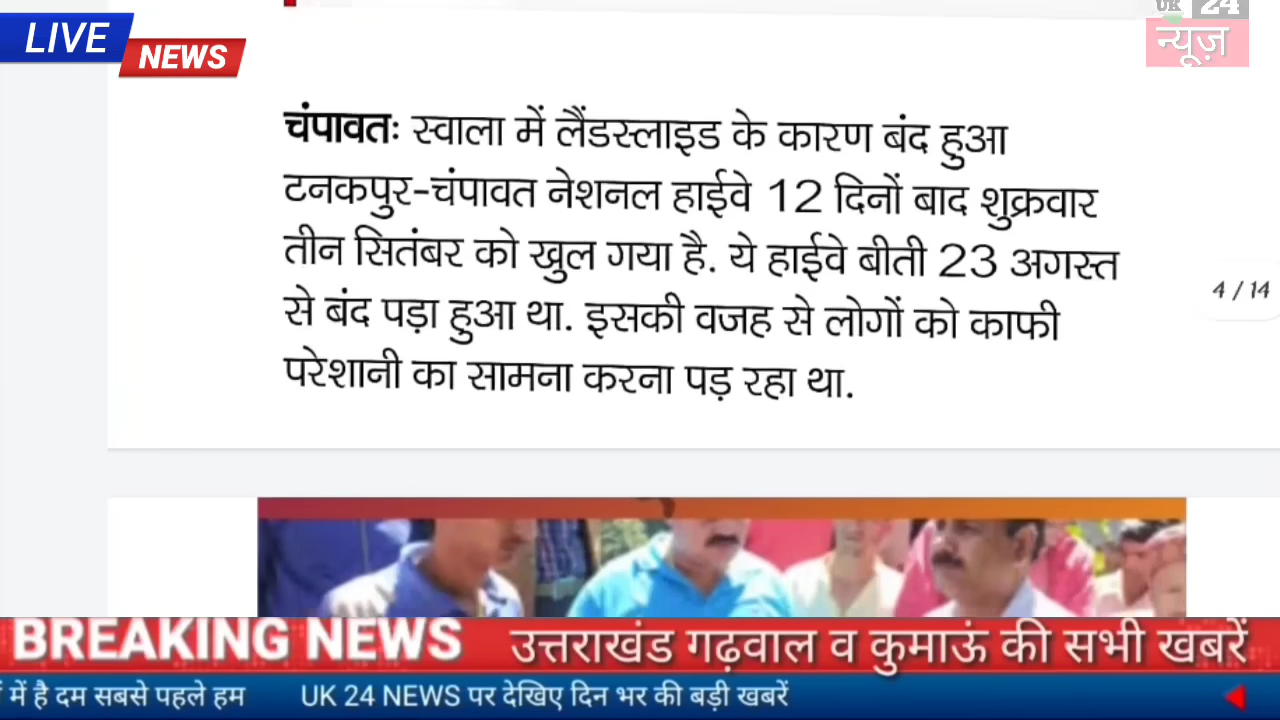 LIVE
NEWS
UK 24
न्यूज़
चंपावतः स्वाला में लैंडस्लाइड के कारण बंद हुआ
टनकपुर-चंपावत नेशनल हाईवे 12 दिनों बाद शुक्रवार
तीन सितंबर को खुल गया है. ये हाईवे बीती 23 अगस्त
से बंद पड़ा हुआ था. इसकी वजह से लोगों को काफी
परेशानी का सामना करना पड़ रहा था.
4 / 14
BREAKING NEWS उत्तराखंड गढ़वाल व कुमाऊं की सभी खबरें
में है दम सबसे पहले हम UK 24 NEWS पर देखिए दिन भर की बड़ी खबरें